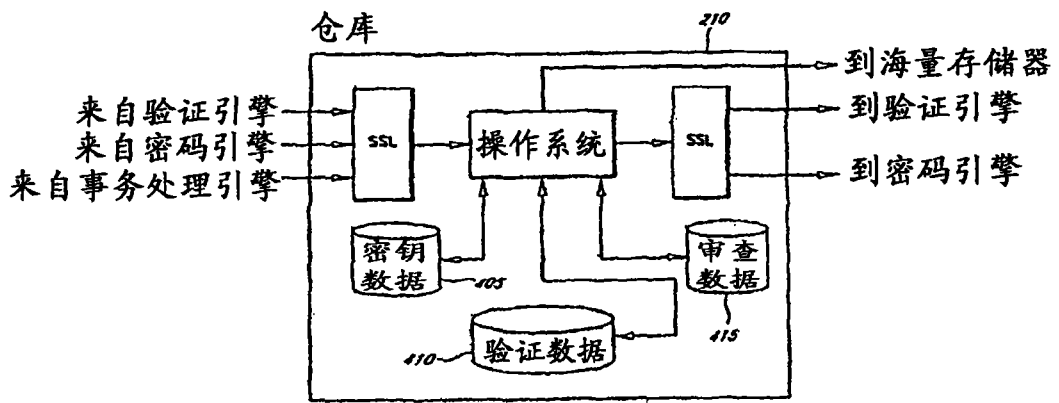 仓库
210
到海量存储器
来自验证引擎
来自密码引擎
来自事务处理引擎
SSL
操作系统
SSL
到验证引擎
到密码引擎
密钥
数据
405
审查
数据
415
410
验证数据